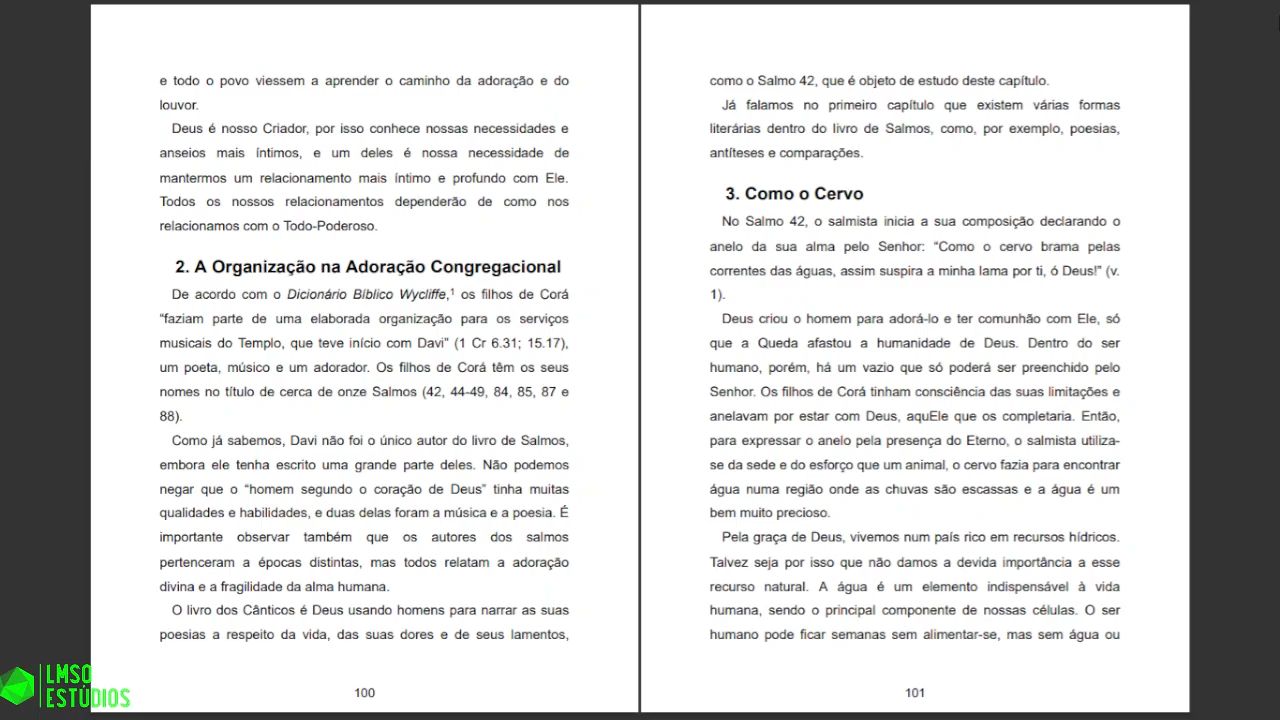 e todo o povo viessem a aprender o caminho da adoração e do
louvor.
Deus é nosso Criador, por isso conhece nossas necessidades e
anseios mais íntimos, e um deles é nossa necessidade de
mantermos um relacionamento mais íntimo e profundo com Ele.
Todos os nossos relacionamentos dependerão de como nos
relacionamos com o Todo-Poderoso.
2. A Organização na Adoração Congregacional
De acordo com o Dicionário Bíblico Wycliffe,¹ os filhos de Corá
“faziam parte de uma elaborada organização para os serviços
musicais do Templo, que teve início com Davi” (1 Cr 6.31; 15.17),
um poeta, músico e um adorador. Os filhos de Corá têm os seus
nomes no título de cerca de onze Salmos (42, 44-49, 84, 85, 87 e
88).
Como já sabemos, Davi não foi o único autor do livro de Salmos,
embora ele tenha escrito uma grande parte deles. Não podemos
negar que o “homem segundo o coração de Deus” tinha muitas
qualidades e habilidades, e duas delas foram a música e a poesia. É
importante observar também que os autores dos salmos
pertenceram a épocas distintas, mas todos relatam a adoração
divina e a fragilidade da alma humana.
O livro dos Cânticos é Deus usando homens para narrar as suas
poesias a respeito da vida, das suas dores e de seus lamentos,
100
como o Salmo 42, que é objeto de estudo deste capítulo.
Já falamos no primeiro capítulo que existem várias formas
literárias dentro do livro de Salmos, como, por exemplo, poesias,
antíteses e comparações.
3. Como o Cervo
No Salmo 42, o salmista inicia a sua composição declarando o
anelo da sua alma pelo Senhor: “Como o cervo brama pelas
correntes das águas, assim suspira a minha lama por ti, ó Deus!” (v.
1).
Deus criou o homem para adorá-lo e ter comunhão com Ele, só
que a Queda afastou a humanidade de Deus. Dentro do ser
humano, porém, há um vazio que só poderá ser preenchido pelo
Senhor. Os filhos de Corá tinham consciência das suas limitações e
anelavam por estar com Deus, aquEle que os completaria. Então,
para expressar o anelo pela presença do Eterno, o salmista utiliza-
se da sede e do esforço que um animal, o cervo fazia para encontrar
água numa região onde as chuvas são escassas e a água é um
bem muito precioso.
Pela graça de Deus, vivemos num país rico em recursos hídricos.
Talvez seja por isso que não damos a devida importância a esse
recurso natural. A água é um elemento indispensável à vida
humana, sendo o principal componente de nossas células. O ser
humano pode ficar semanas sem alimentar-se, mas sem água ou
101
LMSO
ESTÚDIOS